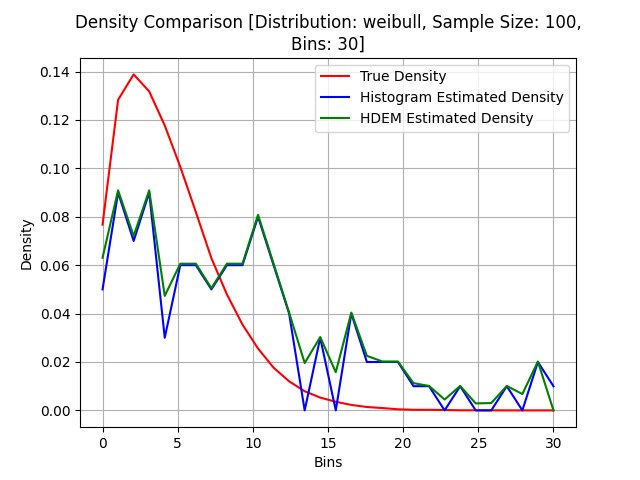 Density Comparison [Distribution: weibull, Sample Size: 100,
Bins: 30]
True Density
Histogram Estimated Density
HDEM Estimated Density
Density
0.14
0.12
0.10
0.08
0.06
0.04
0.02
0.00
0
5
10
15
20
25
30
Bins